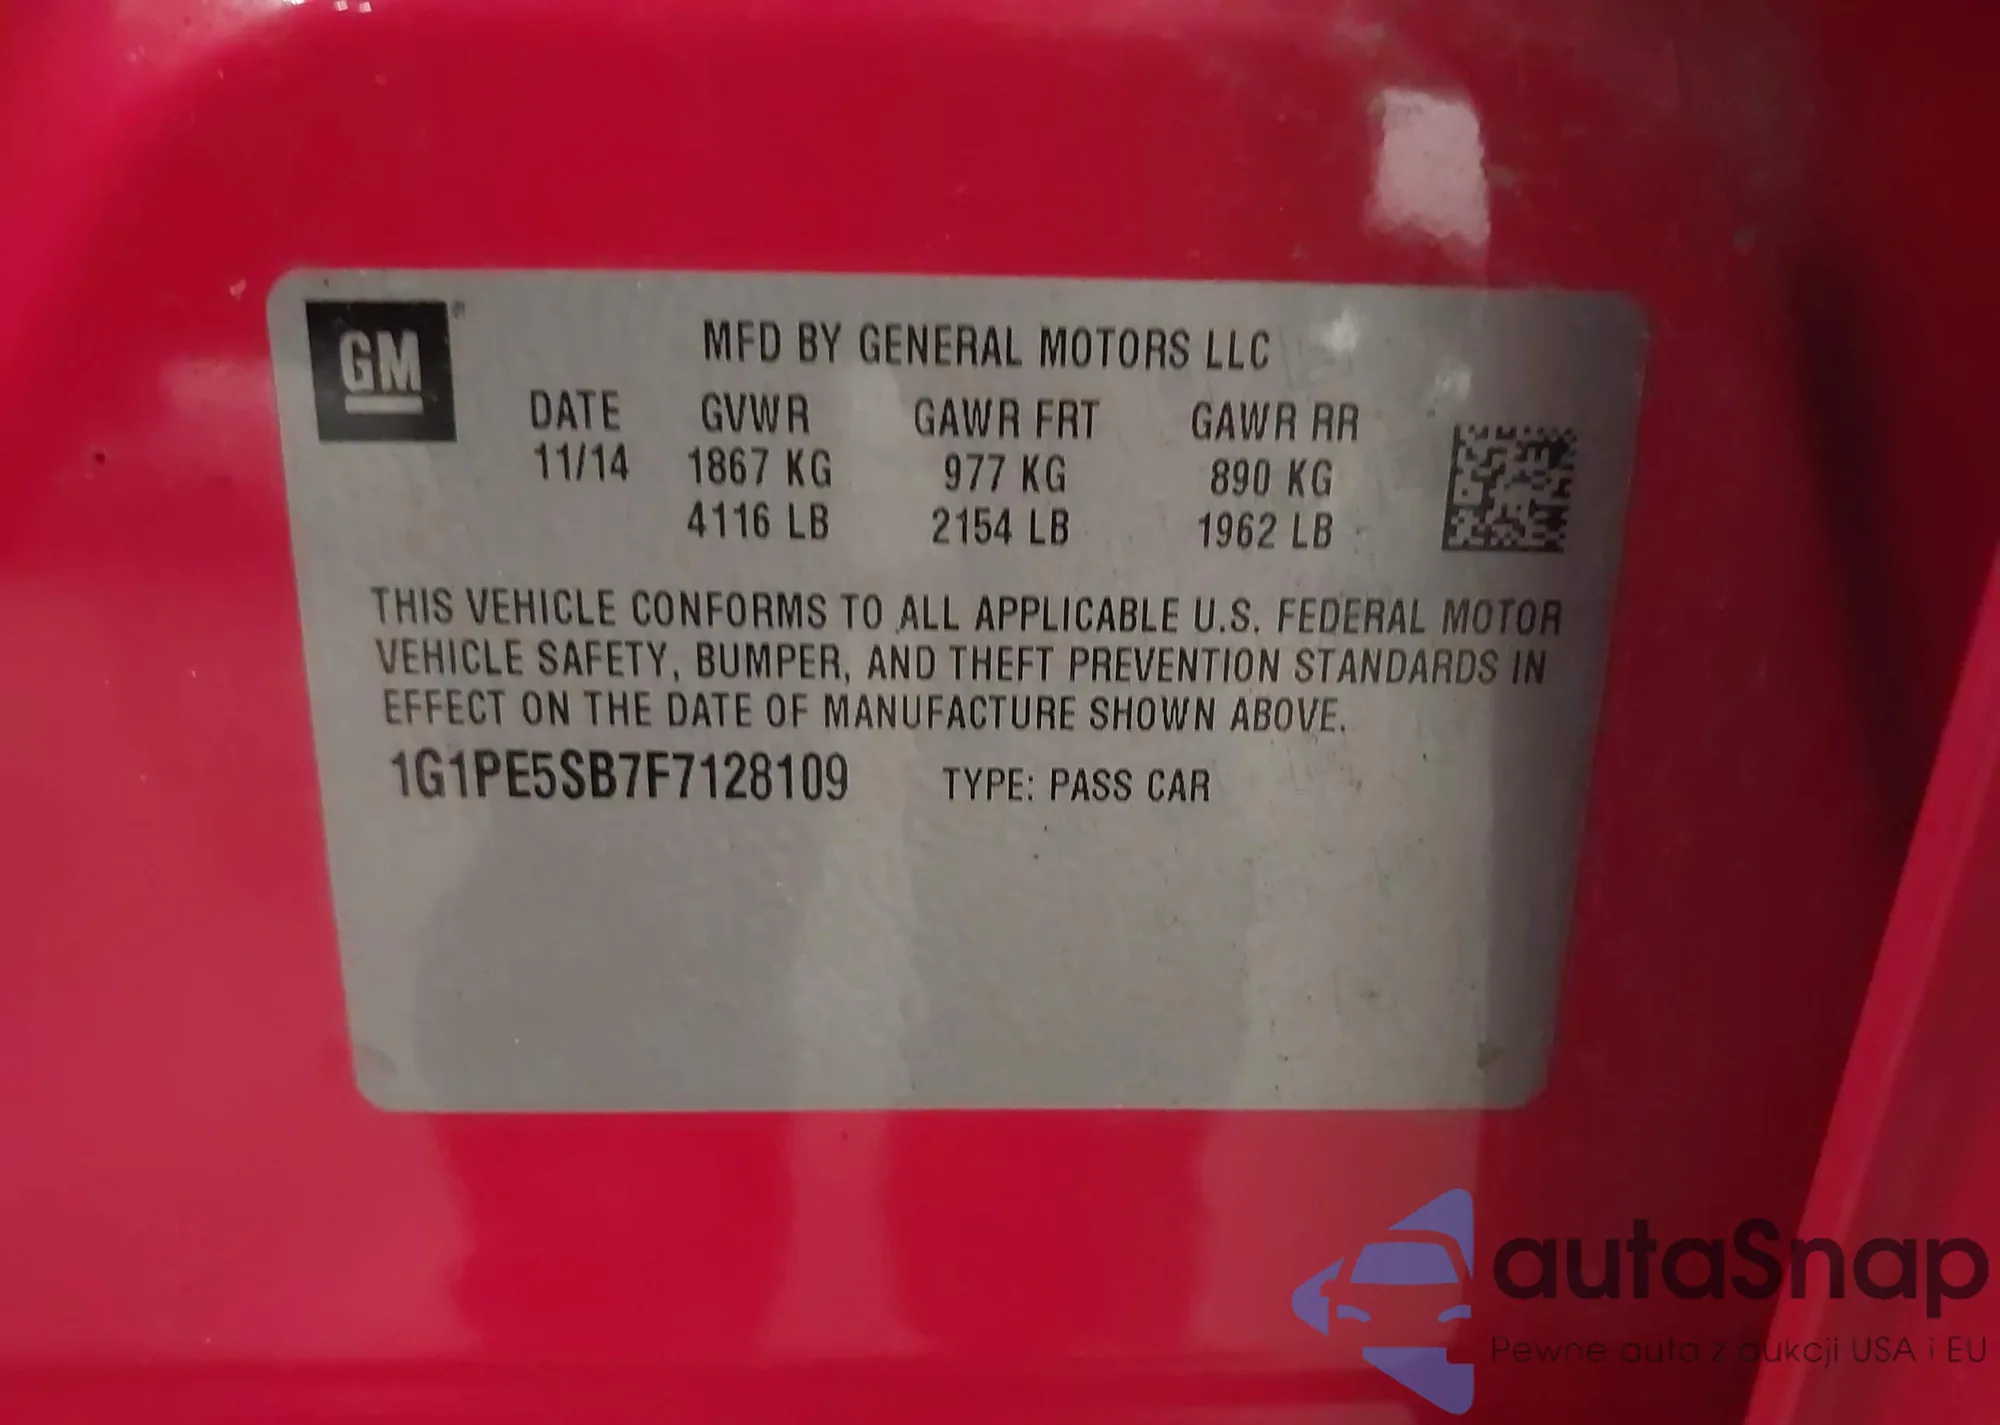 GM
MFD BY GENERAL MOTORS LLC
DATE GVWR GAWR FRT GAWR RR
11/14 1867 KG 977 KG 890 KG
4116 LB 2154 LB 1962 LB
THIS VEHICLE CONFORMS TO ALL APPLICABLE U.S. FEDERAL MOTOR
VEHICLE SAFETY, BUMPER, AND THEFT PREVENTION STANDARDS IN
EFFECT ON THE DATE OF MANUFACTURE SHOWN ABOVE.
1G1PE5SB7F7128109 TYPE: PASS CAR
autaSnap
Pewne auta z aukcji USA i EU